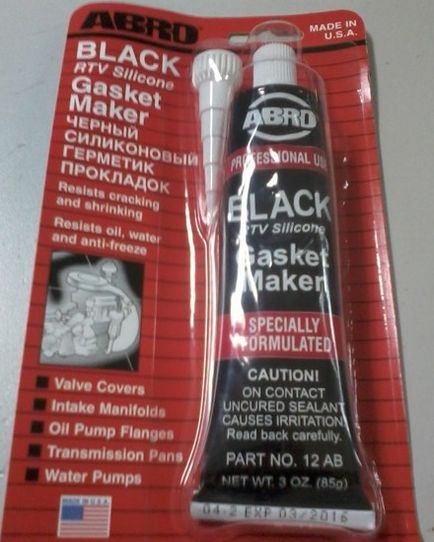 ABRO
MADE IN
U.S.A.
BLACK
RTV Silicone
Gasket
Maker
ЧЕРНЫЙ
СИЛИКОНОВЫЙ
ГЕРМЕТИК
ПРОКЛАДОК
Resists cracking
and shrinking
Resists oil, water
and anti-freeze
Valve Covers
Intake Manifolds
Oil Pump Flanges
Transmission Pans
Water Pumps
MADE IN U.S.A.
ABRO
PROFESSIONAL USE
BLACK
RTV Silicone
Gasket
Maker
SPECIALLY
FORMULATED
CAUTION!
ON CONTACT
UNCURED SEALANT
CAUSES IRRITATION
Read back carefully.
PART NO. 12 AB
NET WT. 3 OZ. (85g)
04-2 EXP 03/2016